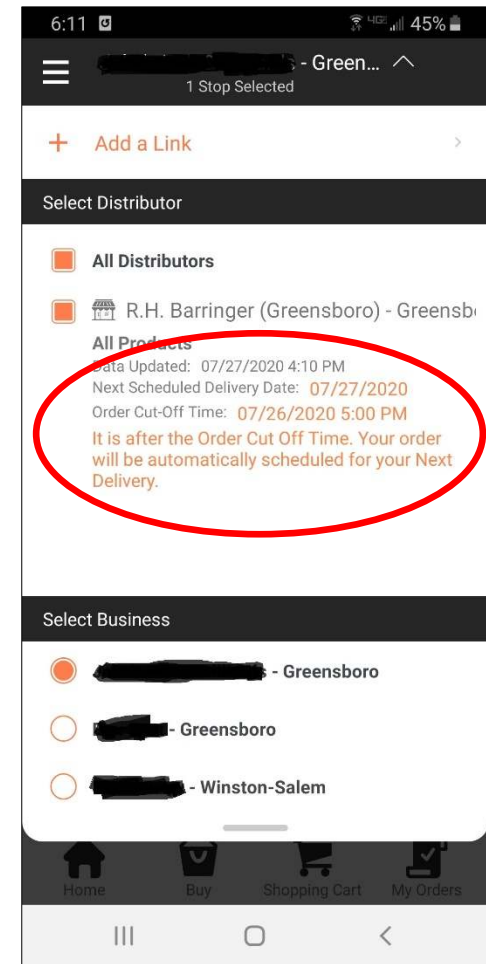 6:11 45%
- Green...
1 Stop Selected
+ Add a Link
Select Distributor
All Distributors
R.H. Barringer (Greensboro) - Greensb
All Products
Data Updated: 07/27/2020 4:10 PM
Next Scheduled Delivery Date: 07/27/2020
Order Cut-Off Time: 07/26/2020 5:00 PM
It is after the Order Cut Off Time. Your order
will be automatically scheduled for your Next
Delivery.
Select Business
- Greensboro
- Greensboro
- Winston-Salem
Home Buy Shopping Cart My Orders